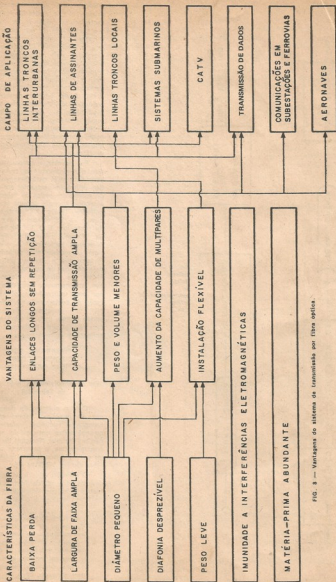 CARACTERÍSTICAS DA FIBRA
BAIXA PERDA
LARGURA DE FAIXA AMPLA
DIÂMETRO PEQUENO
DIAFONIA DESPREZÍVEL
PESO LEVE
IMUNIDADE A INTERFERÊNCIAS ELETROMAGNÉTICAS
MATÉRIA-PRIMA ABUNDANTE
VANTAGENS DO SISTEMA
ENLACES LONGOS SEM REPETIÇÃO
CAPACIDADE DE TRANSMISSÃO AMPLA
PESO E VOLUME MENORES
AUMENTO DA CAPACIDADE DE MULTIPARES
INSTALAÇÃO FLEXÍVEL
CAMPO DE APLICAÇÃO
LINHAS TRONCOS
INTERURBANAS
LINHAS DE ASSINANTES
LINHAS TRONCOS LOCAIS
SISTEMAS SUBMARINOS
CATV
TRANSMISSÃO DE DADOS
COMUNICAÇÕES EM
SUBESTAÇÕES E FERROVIAS
AERONAVES
FIG. 3 — Vantagens do sistema de transmissão por fibra optica.